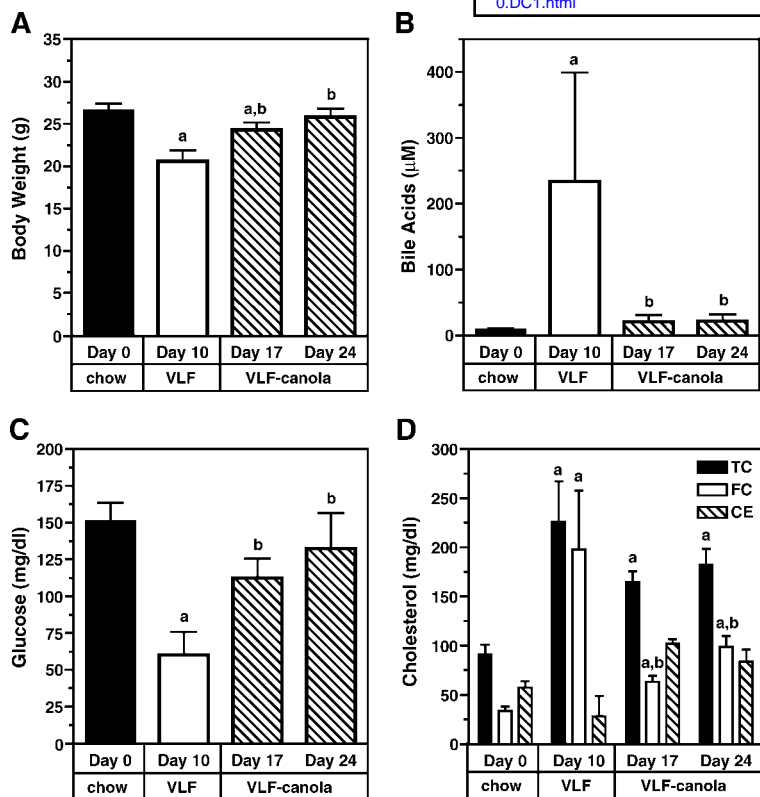 0.DC1.html
A
Body Weight (g)
35
30
25
20
15
10
5
0
a
a,b
b
Day 0
Day 10
Day 17
Day 24
chow
VLF
VLF-canola
B
Bile Acids (μM)
400
300
200
100
0
a
b
b
Day 0
Day 10
Day 17
Day 24
chow
VLF
VLF-canola
C
Glucose (mg/dl)
200
175
150
125
100
75
50
25
0
a
b
b
Day 0
Day 10
Day 17
Day 24
chow
VLF
VLF-canola
D
Cholesterol (mg/dl)
300
250
200
150
100
50
0
TC
FC
CE
a
a
a
a,b
a
a,b
Day 0
Day 10
Day 17
Day 24
chow
VLF
VLF-canola